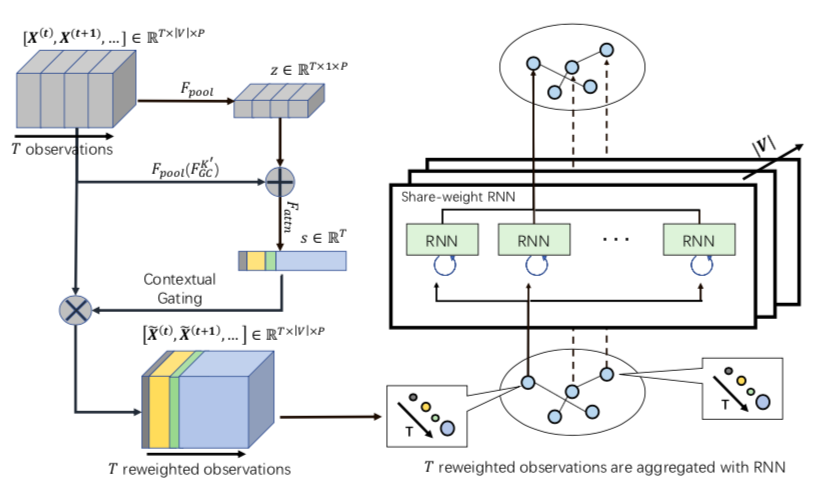 [X^(t), X^(t+1), ...] ∈ ℝ^{T×|V|×P}
z ∈ ℝ^{T×1×P}
F_pool
T observations
F_pool(F_GC^{K'})
F_attn
s ∈ ℝ^T
Contextual
Gating
[X̃^(t), X̃^(t+1), ...] ∈ ℝ^{T×|V|×P}
T reweighted observations
|V|
Share-weight RNN
RNN
RNN
...
RNN
T
T
T reweighted observations are aggregated with RNN